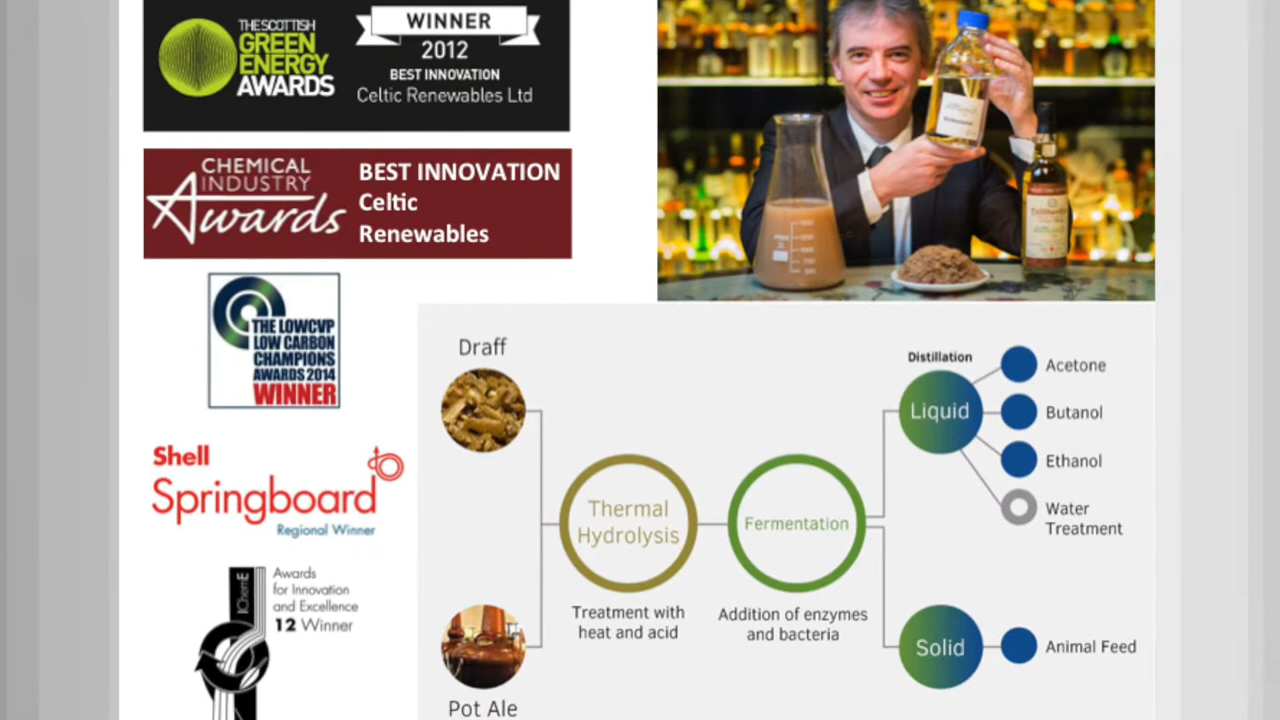 THE SCOTTISH
GREEN
ENERGY
AWARDS
WINNER
2012
BEST INNOVATION
Celtic Renewables Ltd
CHEMICAL
INDUSTRY
Awards
BEST INNOVATION
Celtic
Renewables
THE LOWCVP
LOW CARBON
CHAMPIONS
AWARDS 2014
WINNER
Shell
Springboard
Regional Winner
IChemE
Awards
for Innovation
and Excellence
12 Winner
Draff
Pot Ale
Thermal
Hydrolysis
Treatment with
heat and acid
Fermentation
Addition of enzymes
and bacteria
Distillation
Liquid
Acetone
Butanol
Ethanol
Water
Treatment
Solid
Animal Feed